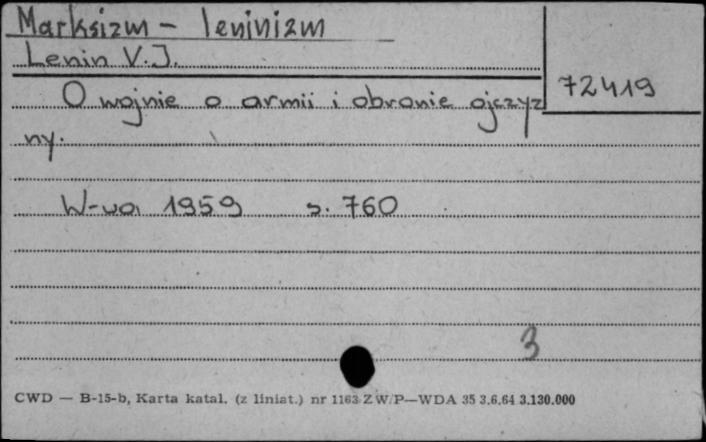 Marksizm - leninizm
Lenin V.J.
72419
O wojnie o armii i obronie ojczyz
ny.
W-wa 1959 s. 760
3
CWD — B-15-b, Karta katal. (z liniat.) nr 1163 ZW/P—WDA 35 3.6.64 3.130.000